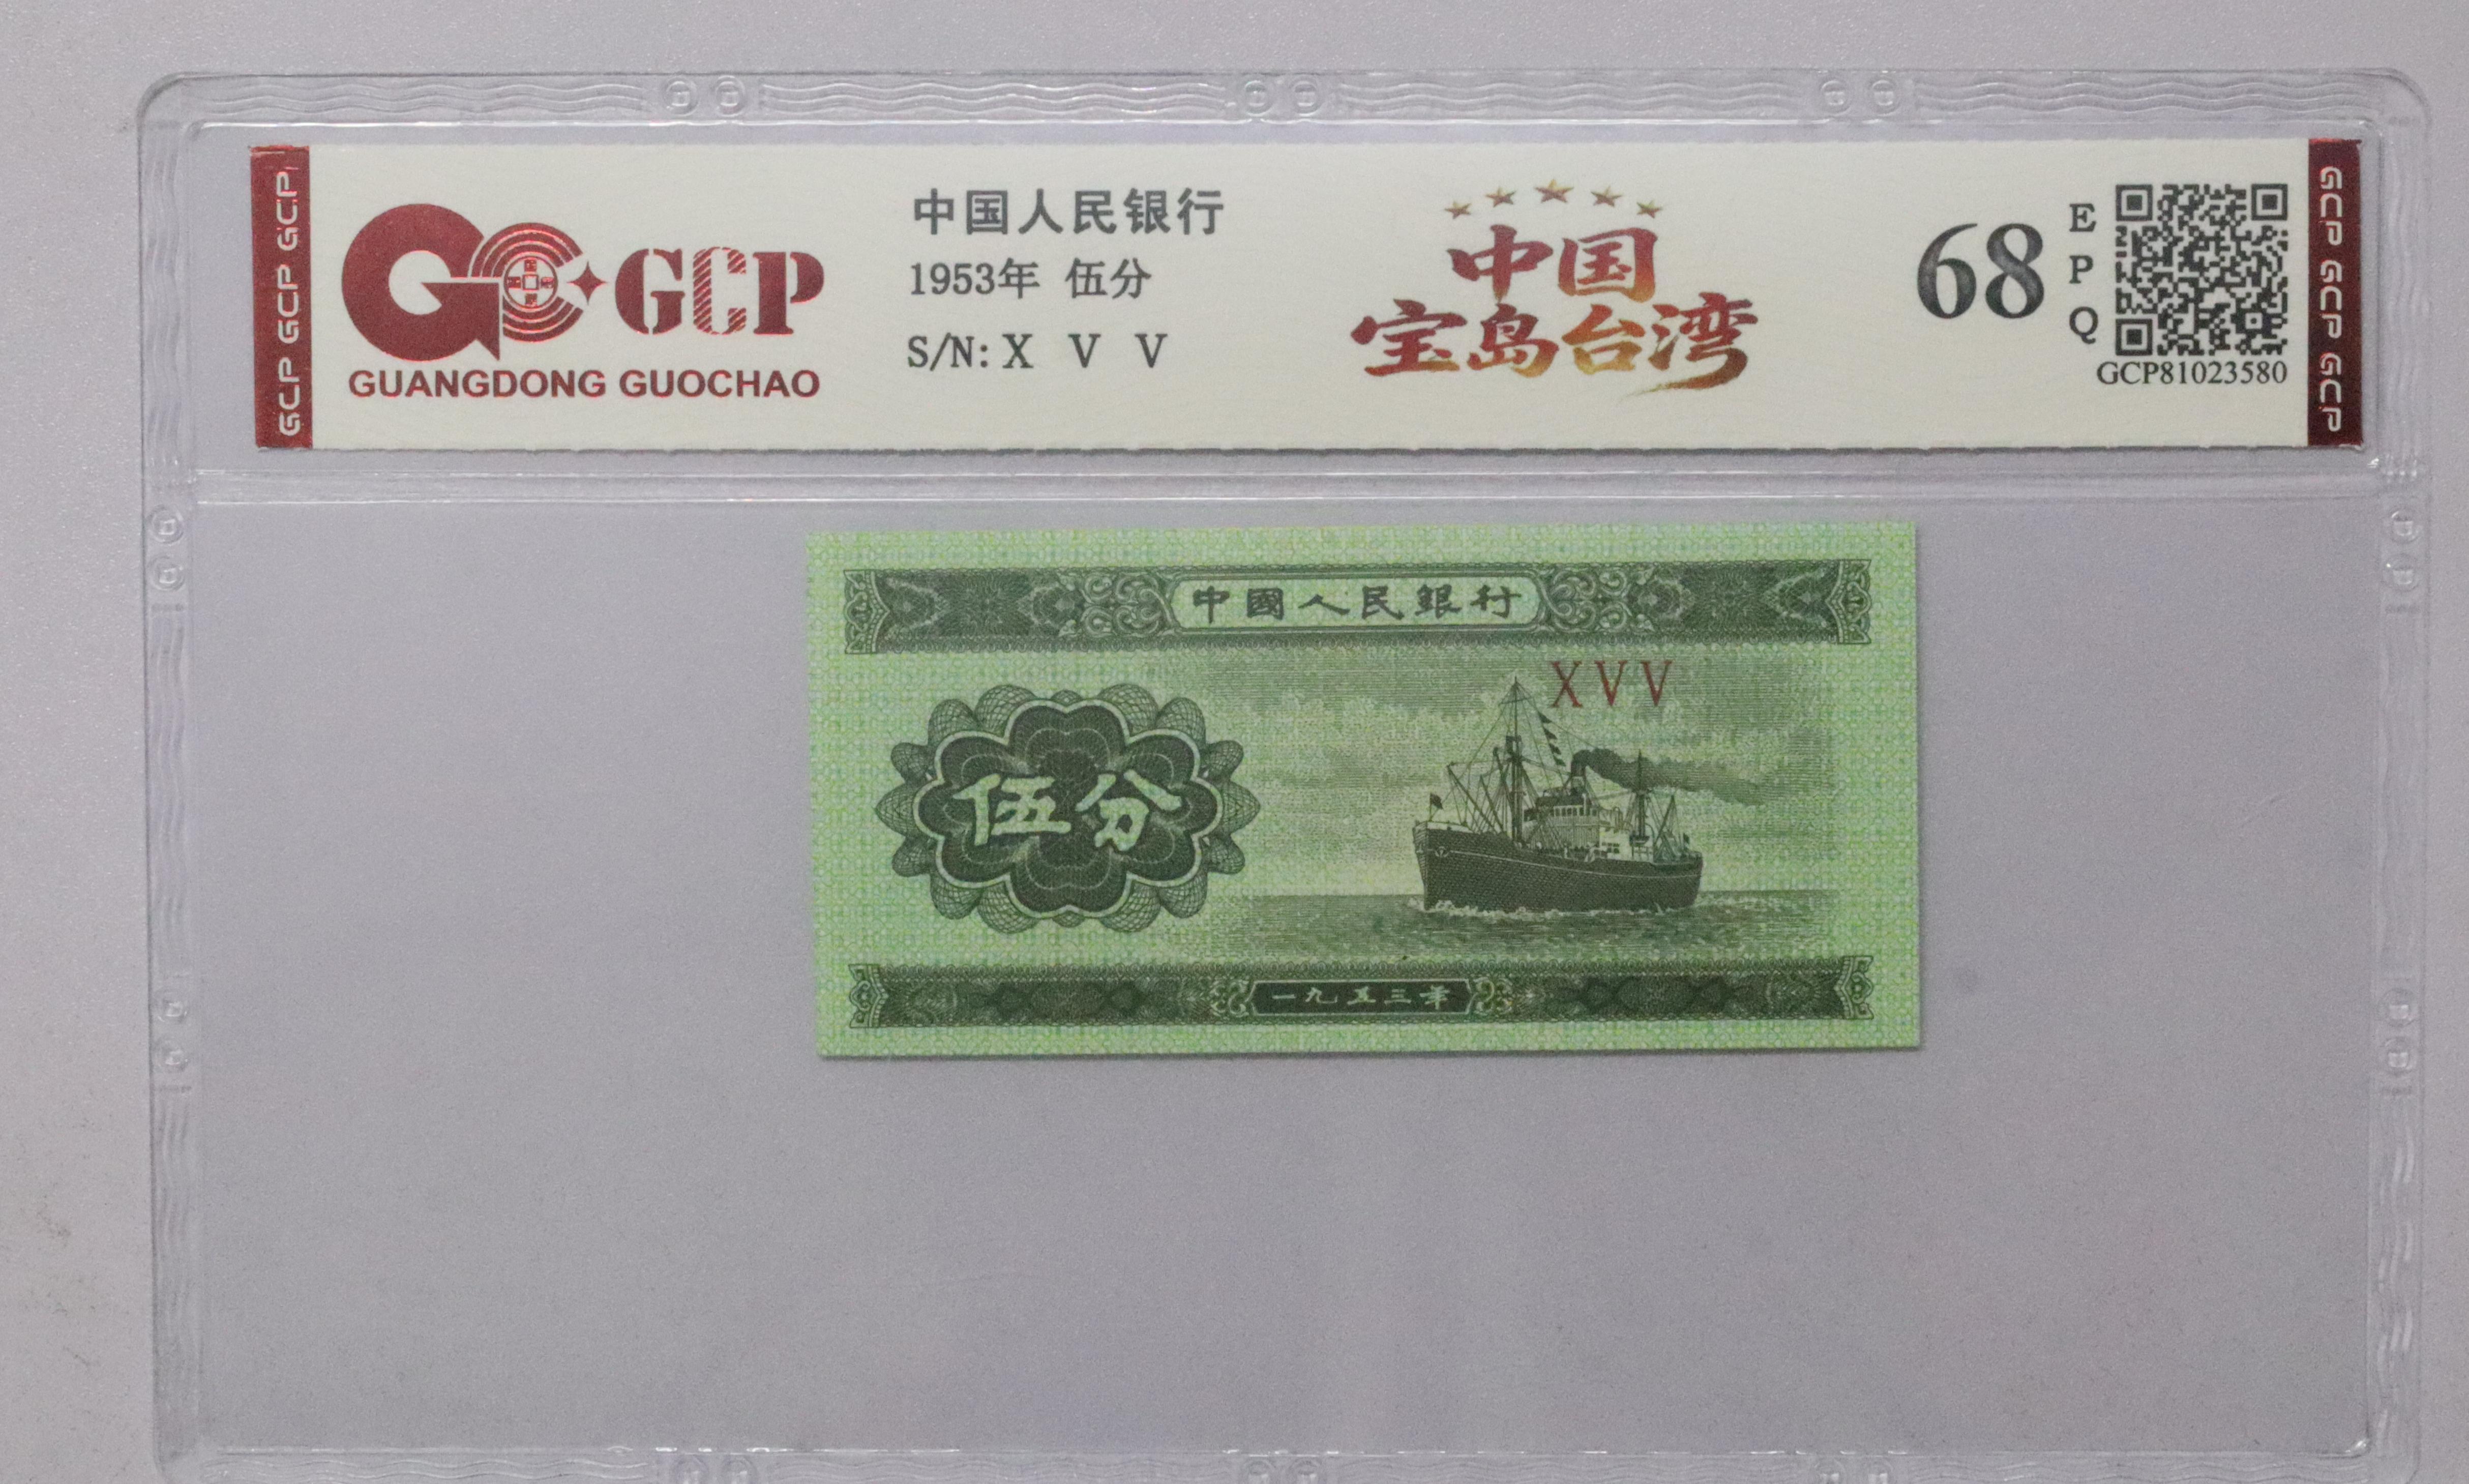 GCP GCP GCP
GCP
GUANGDONG GUOCHAO
中国人民银行
1953年 伍分
S/N: X V V
中国
宝岛台湾
68
E
P
Q
GCP81023580
GCP GCP GCP
中國人民銀行
XVV
伍分
一九五三年